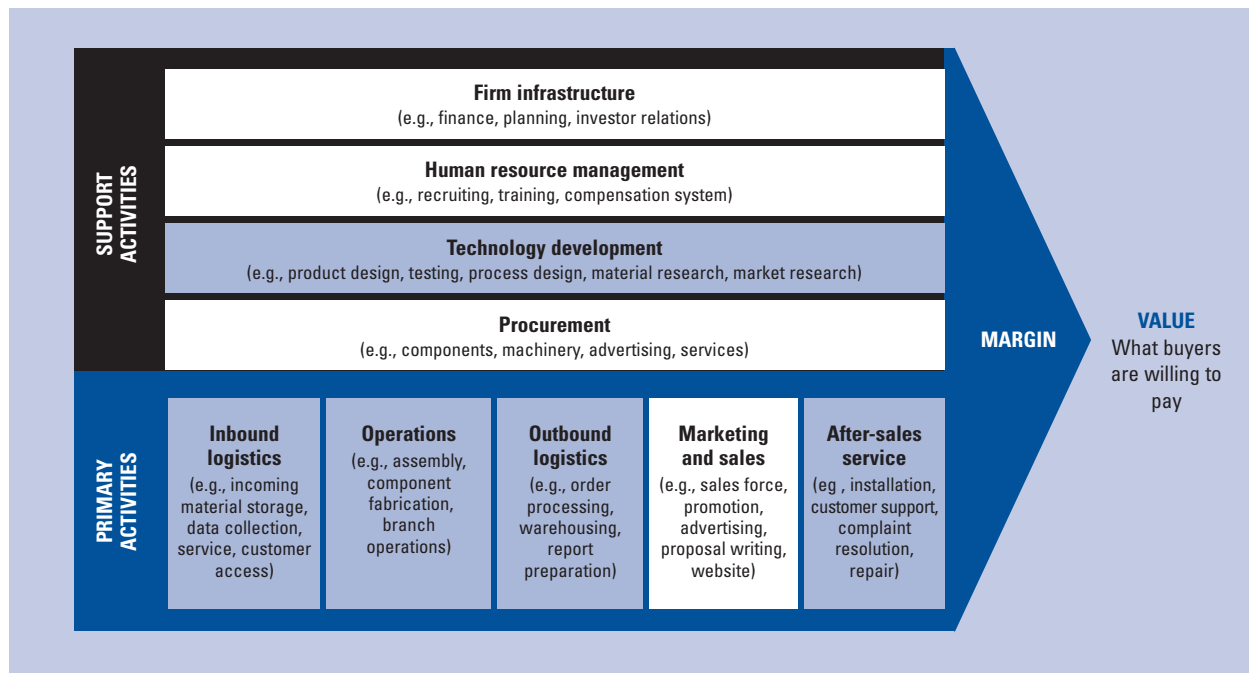 SUPPORT
ACTIVITIES
Firm infrastructure
(e.g., finance, planning, investor relations)
Human resource management
(e.g., recruiting, training, compensation system)
Technology development
(e.g., product design, testing, process design, material research, market research)
Procurement
(e.g., components, machinery, advertising, services)
PRIMARY
ACTIVITIES
Inbound
logistics
(e.g., incoming
material storage,
data collection,
service, customer
access)
Operations
(e.g., assembly,
component
fabrication,
branch
operations)
Outbound
logistics
(e.g., order
processing,
warehousing,
report
preparation)
Marketing
and sales
(e.g., sales force,
promotion,
advertising,
proposal writing,
website)
After-sales
service
(eg , installation,
customer support,
complaint
resolution,
repair)
MARGIN
VALUE
What buyers
are willing to
pay